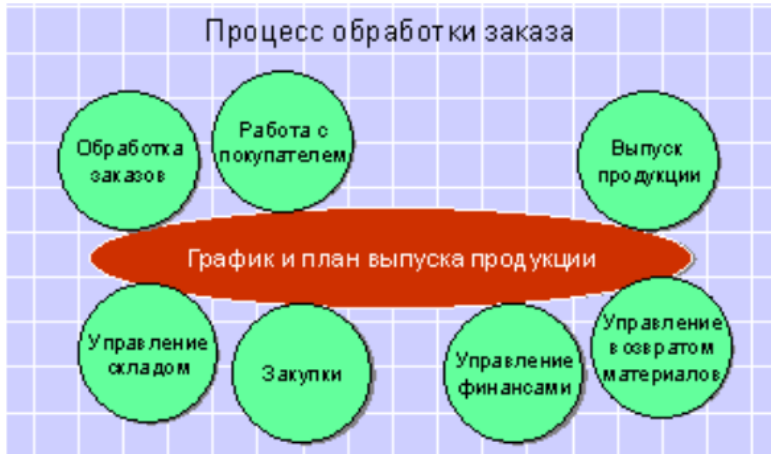 Процесс обработки заказа
Обработка
заказов
Работа с
покупателем
Выпуск
продукции
График и план выпуска продукции
Управление
складом
Закупки
Управление
финансами
Управление
возвратом
материалов